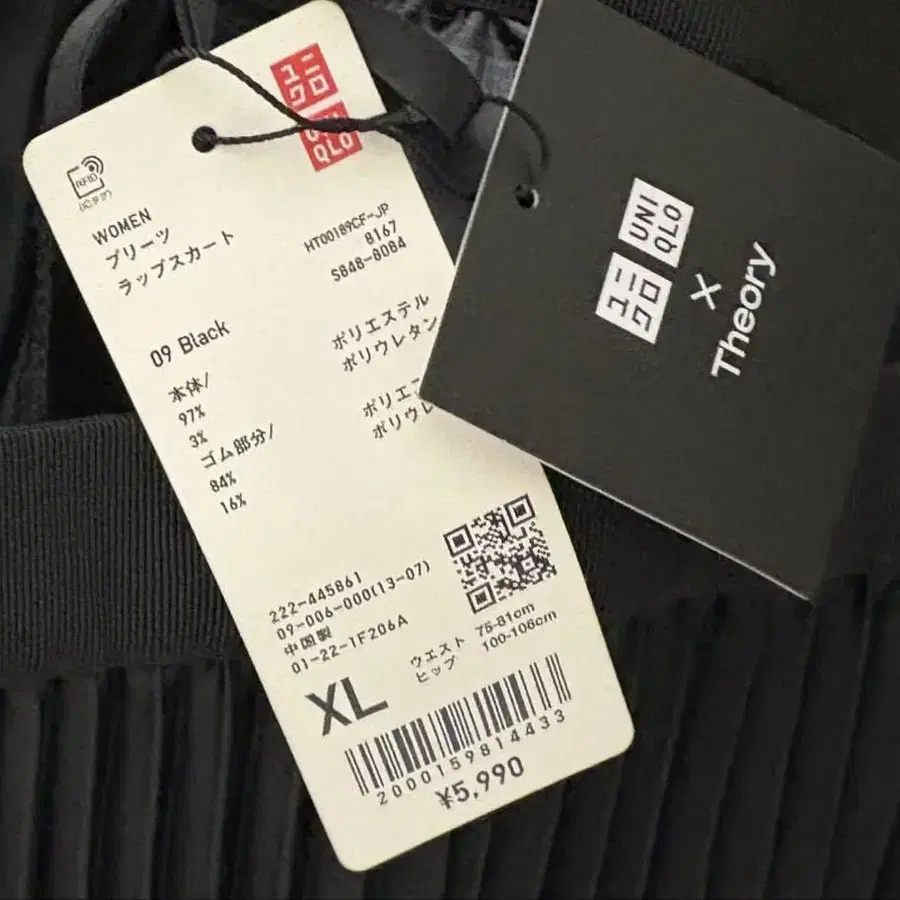 ユニ
クロ
UNI
QLO
RFID
WOMEN
プリーツ
ラップスカート
HT00189CF-JP
8167
S848-8084
09 Black
本体/
97%
ポリエステル
3%
ポリウレタン
ゴム部分/
84%
16%
222-445861
09-006-000(13-07)
中国製
01-22-1F206A
XL
ウエスト 75-81cm
ヒップ 100-106cm
2000159814433
¥5,990
ユニ
クロ
UNI
QLO
X
Theory